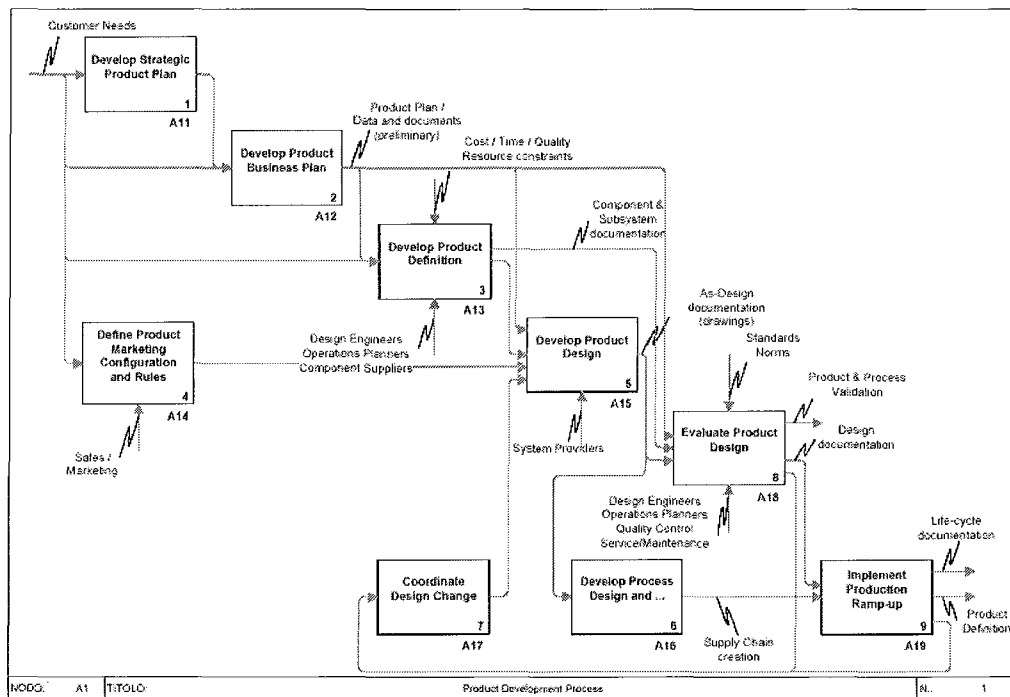 Customer Needs
Develop Strategic
Product Plan
1
A11
Product Plan /
Data and documents
(preliminary)
Develop Product
Business Plan
2
A12
Cost / Time / Quality
Resource constraints
Component &
Subsystem
documentation
Develop Product
Definition
3
A13
As-Design
documentation
(drawings)
Standards
Norms
Define Product
Marketing
Configuration
and Rules
4
A14
Design Engineers
Operations Planners
Component Suppliers
Develop Product
Design
5
A15
Product & Process
Validation
Design
documentation
Evaluate Product
Design
8
A18
Sales /
Marketing
System Providers
Design Engineers
Operations Planners
Quality Control
Service/Maintenance
Life-cycle
documentation
Coordinate
Design Change
7
A17
Develop Process
Design and ...
6
A16
Implement
Production
Ramp-up
9
A19
Supply Chain
creation
Product
Definition
NODO: A1 TITOLO: Product Development Process N.: 1